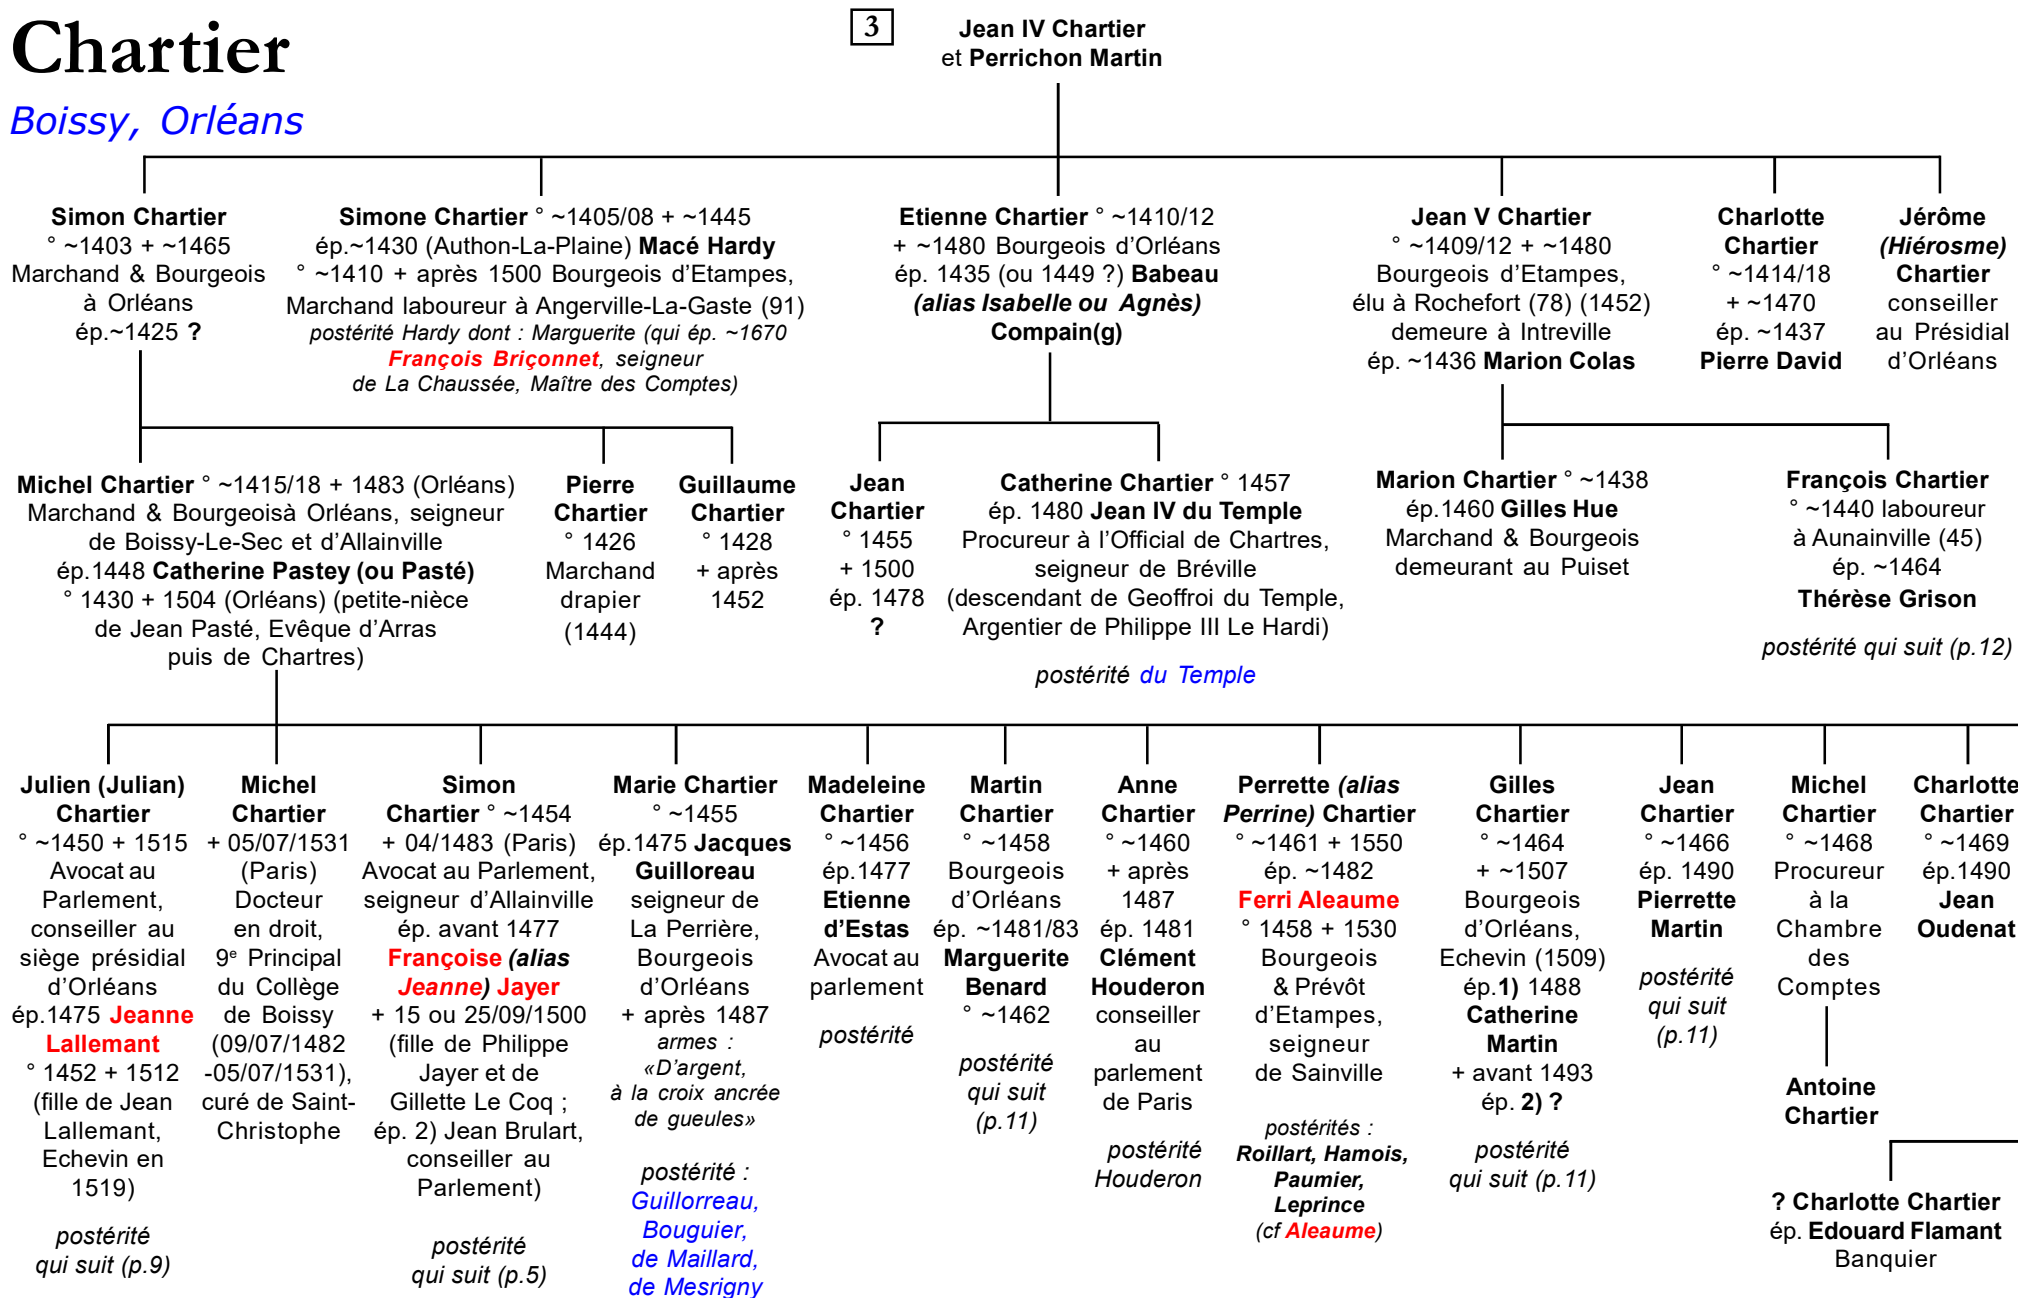 Chartier
Boissy, Orléans
3
Jean IV Chartier
et Perrichon Martin
Simon Chartier
° ~1403 + ~1465
Marchand & Bourgeois
à Orléans
ép.~1425 ?
Simone Chartier ° ~1405/08 + ~1445
ép.~1430 (Authon-La-Plaine) Macé Hardy
° ~1410 + après 1500 Bourgeois d'Etampes,
Marchand laboureur à Angerville-La-Gaste (91)
postérité Hardy dont : Marguerite (qui ép. ~1670
François Briçonnet, seigneur
de La Chaussée, Maître des Comptes)
Etienne Chartier ° ~1410/12
+ ~1480 Bourgeois d'Orléans
ép. 1435 (ou 1449 ?) Babeau
(alias Isabelle ou Agnès)
Compain(g)
Jean V Chartier
° ~1409/12 + ~1480
Bourgeois d'Etampes,
élu à Rochefort (78) (1452)
demeure à Intreville
ép. ~1436 Marion Colas
Charlotte
Chartier
° ~1414/18
+ ~1470
ép. ~1437
Pierre David
Jérôme
(Hiérosme)
Chartier
conseiller
au Présidial
d'Orléans
Michel Chartier ° ~1415/18 + 1483 (Orléans)
Marchand & Bourgeoisà Orléans, seigneur
de Boissy-Le-Sec et d'Allainville
ép.1448 Catherine Pastey (ou Pasté)
° 1430 + 1504 (Orléans) (petite-nièce
de Jean Pasté, Evêque d'Arras
puis de Chartres)
Pierre
Chartier
° 1426
Marchand
drapier
(1444)
Guillaume
Chartier
° 1428
+ après
1452
Jean
Chartier
° 1455
+ 1500
ép. 1478
?
Catherine Chartier ° 1457
ép. 1480 Jean IV du Temple
Procureur à l'Official de Chartres,
seigneur de Bréville
(descendant de Geoffroi du Temple,
Argentier de Philippe III Le Hardi)
postérité du Temple
Marion Chartier ° ~1438
ép.1460 Gilles Hue
Marchand & Bourgeois
demeurant au Puiset
François Chartier
° ~1440 laboureur
à Aunainville (45)
ép. ~1464
Thérèse Grison
postérité qui suit (p.12)
Julien (Julian)
Chartier
° ~1450 + 1515
Avocat au
Parlement,
conseiller au
siège présidial
d'Orléans
ép.1475 Jeanne
Lallemant
° 1452 + 1512
(fille de Jean
Lallemant,
Echevin en
1519)
postérité
qui suit (p.9)
Michel
Chartier
+ 05/07/1531
(Paris)
Docteur
en droit,
9e Principal
du Collège
de Boissy
(09/07/1482
-05/07/1531),
curé de Saint-
Christophe
Simon
Chartier ° ~1454
+ 04/1483 (Paris)
Avocat au Parlement,
seigneur d'Allainville
ép. avant 1477
Françoise (alias
Jeanne) Jayer
+ 15 ou 25/09/1500
(fille de Philippe
Jayer et de
Gillette Le Coq ;
ép. 2) Jean Brulart,
conseiller au
Parlement)
postérité
qui suit (p.5)
Marie Chartier
° ~1455
ép.1475 Jacques
Guilloreau
seigneur de
La Perrière,
Bourgeois
d'Orléans
+ après 1487
armes :
«D'argent,
à la croix ancrée
de gueules»
postérité :
Guillorreau,
Bouguier,
de Maillard,
de Mesrigny
Madeleine
Chartier
° ~1456
ép.1477
Etienne
d'Estas
Avocat au
parlement
postérité
Martin
Chartier
° ~1458
Bourgeois
d'Orléans
ép. ~1481/83
Marguerite
Benard
° ~1462
postérité
qui suit
(p.11)
Anne
Chartier
° ~1460
+ après
1487
ép. 1481
Clément
Houderon
conseiller
au
parlement
de Paris
postérité
Houderon
Perrette (alias
Perrine) Chartier
° ~1461 + 1550
ép. ~1482
Ferri Aleaume
° 1458 + 1530
Bourgeois
& Prévôt
d'Etampes,
seigneur
de Sainville
postérités :
Roillart, Hamois,
Paumier,
Leprince
(cf Aleaume)
Gilles
Chartier
° ~1464
+ ~1507
Bourgeois
d'Orléans,
Echevin (1509)
ép.1) 1488
Catherine
Martin
+ avant 1493
ép. 2) ?
postérité
qui suit (p.11)
Jean
Chartier
° ~1466
ép. 1490
Pierrette
Martin
postérité
qui suit
(p.11)
Michel
Chartier
° ~1468
Procureur
à la
Chambre
des
Comptes
Antoine
Chartier
Charlotte
Chartier
° ~1469
ép.1490
Jean
Oudenat
? Charlotte Chartier
ép. Edouard Flamant
Banquier